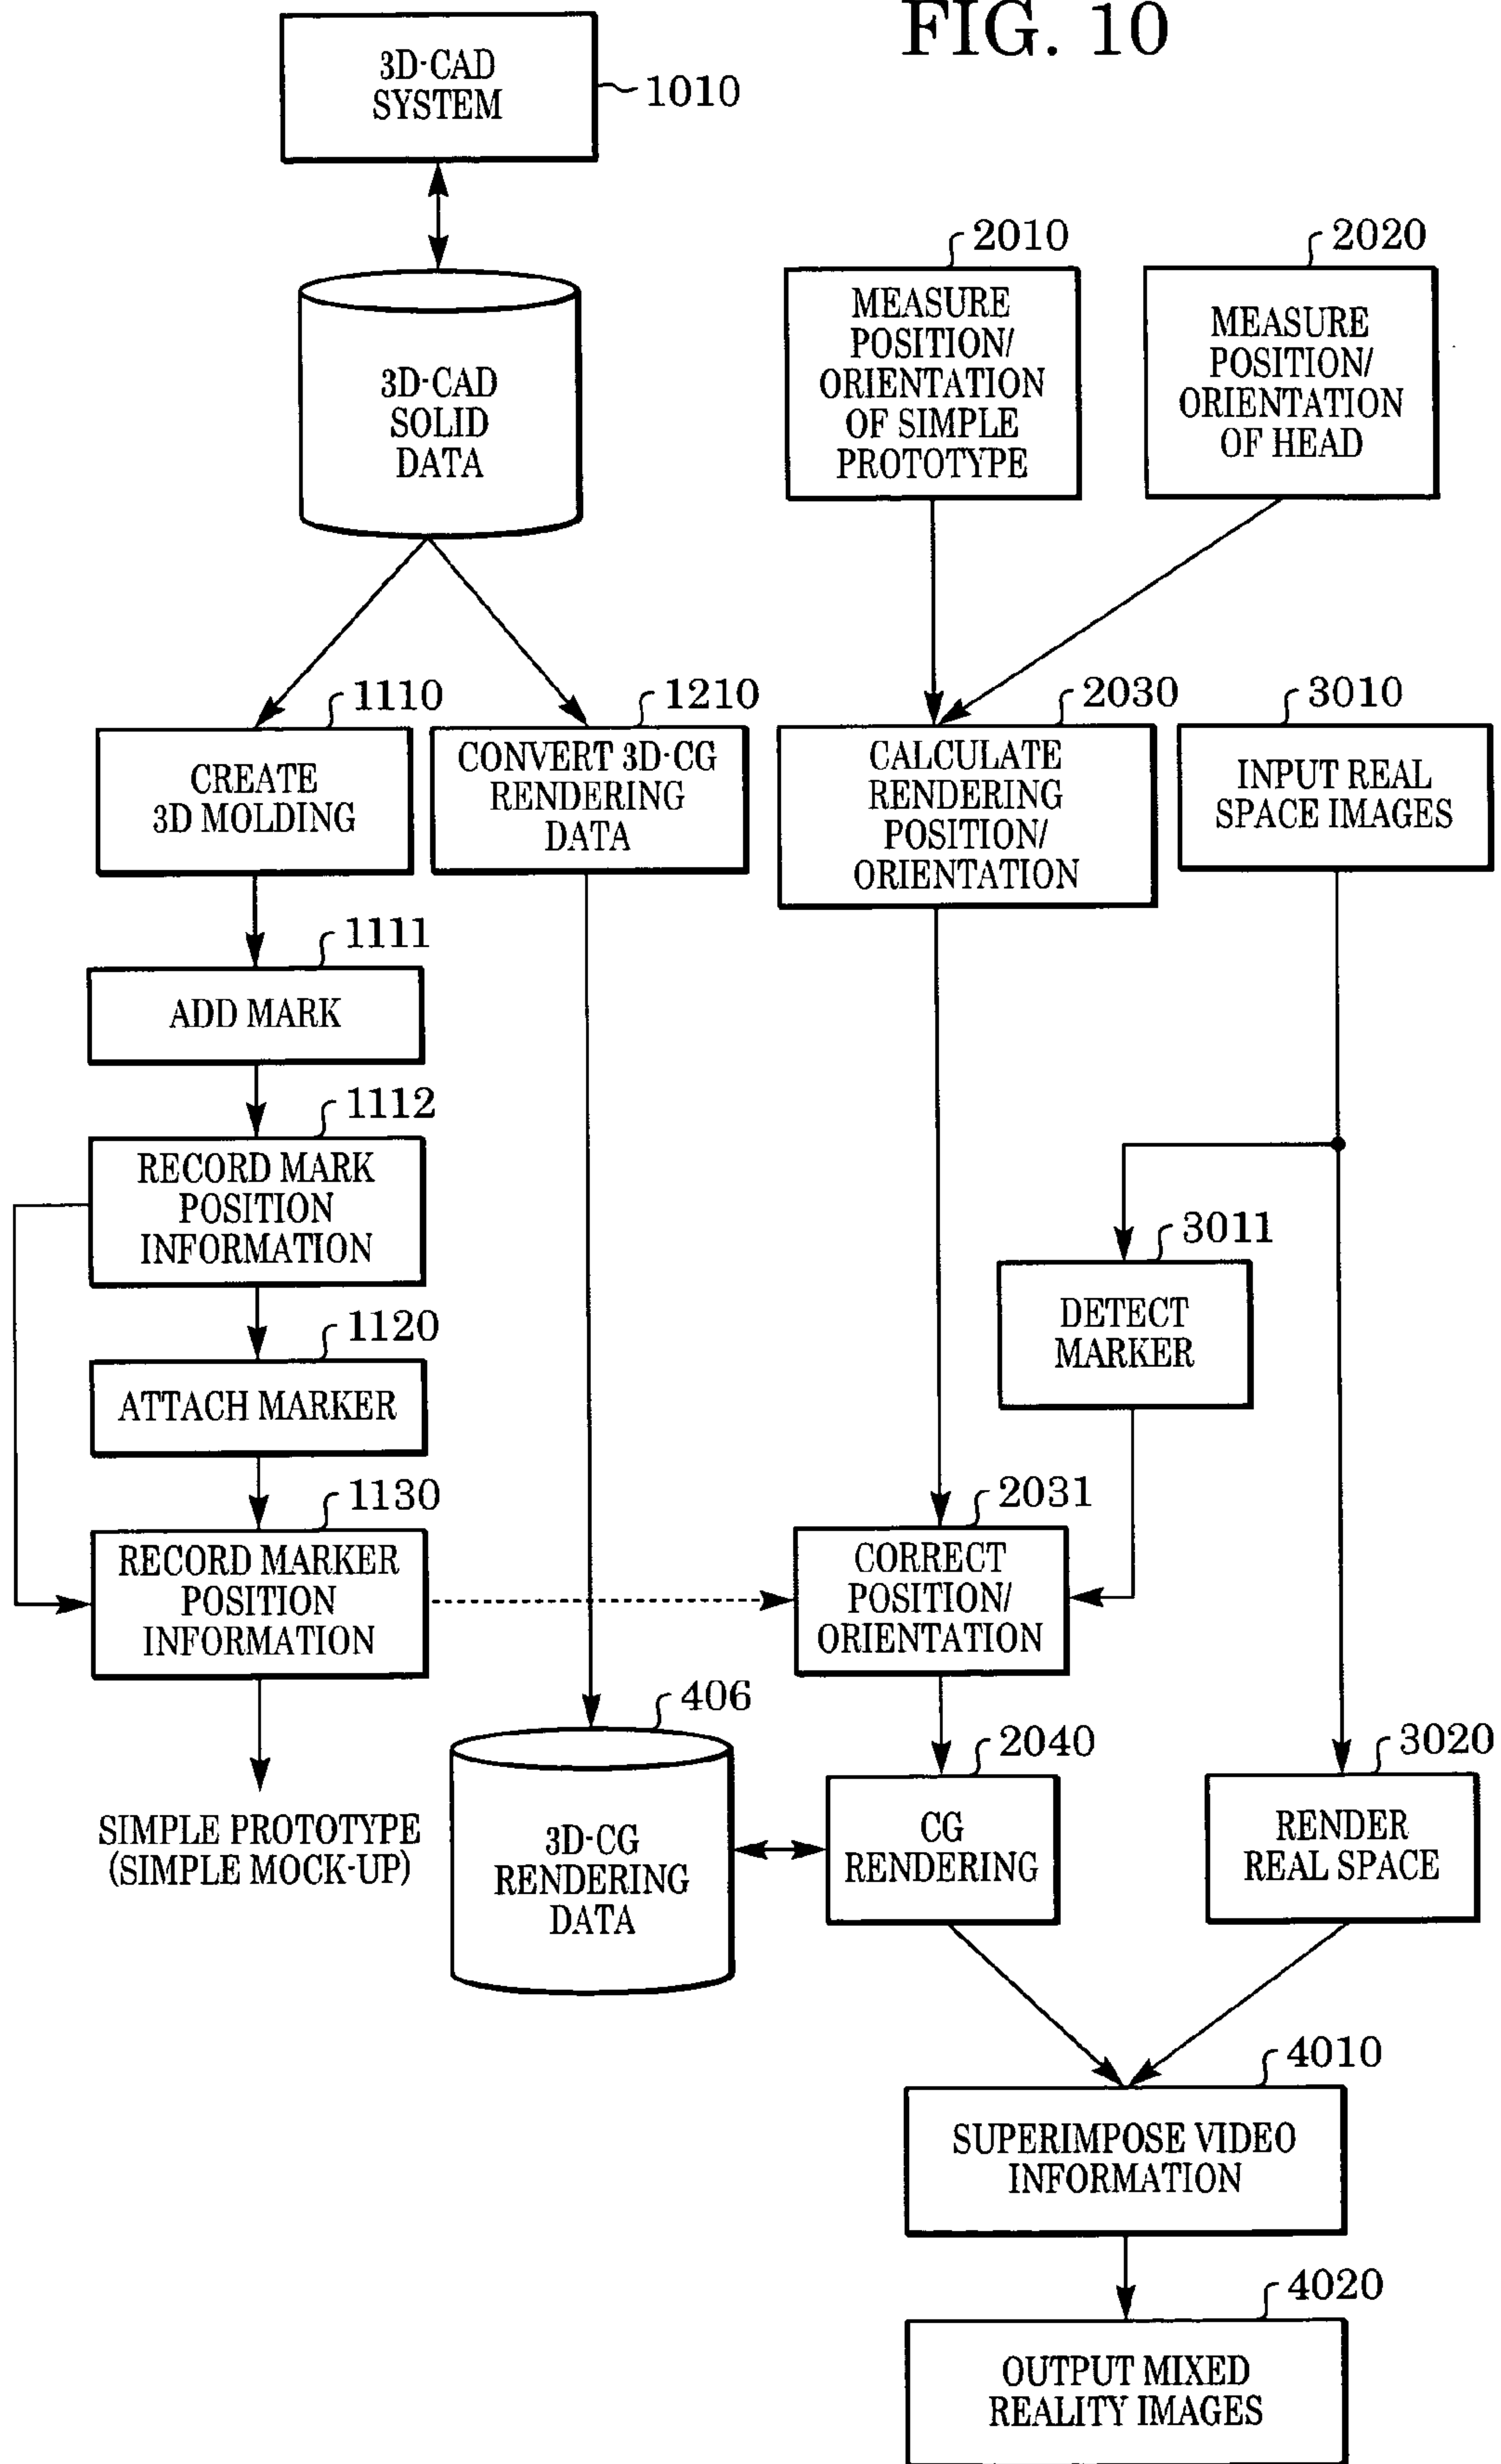 FIG. 10
3D-CAD
SYSTEM
1010
3D-CAD
SOLID
DATA
2010
MEASURE
POSITION/
ORIENTATION
OF SIMPLE
PROTOTYPE
2020
MEASURE
POSITION/
ORIENTATION
OF HEAD
1110
CREATE
3D MOLDING
1210
CONVERT 3D-CG
RENDERING
DATA
2030
CALCULATE
RENDERING
POSITION/
ORIENTATION
3010
INPUT REAL
SPACE IMAGES
1111
ADD MARK
1112
RECORD MARK
POSITION
INFORMATION
3011
DETECT
MARKER
1120
ATTACH MARKER
1130
RECORD MARKER
POSITION
INFORMATION
2031
CORRECT
POSITION/
ORIENTATION
SIMPLE PROTOTYPE
(SIMPLE MOCK-UP)
406
3D-CG
RENDERING
DATA
2040
CG
RENDERING
3020
RENDER
REAL SPACE
4010
SUPERIMPOSE VIDEO
INFORMATION
4020
OUTPUT MIXED
REALITY IMAGES